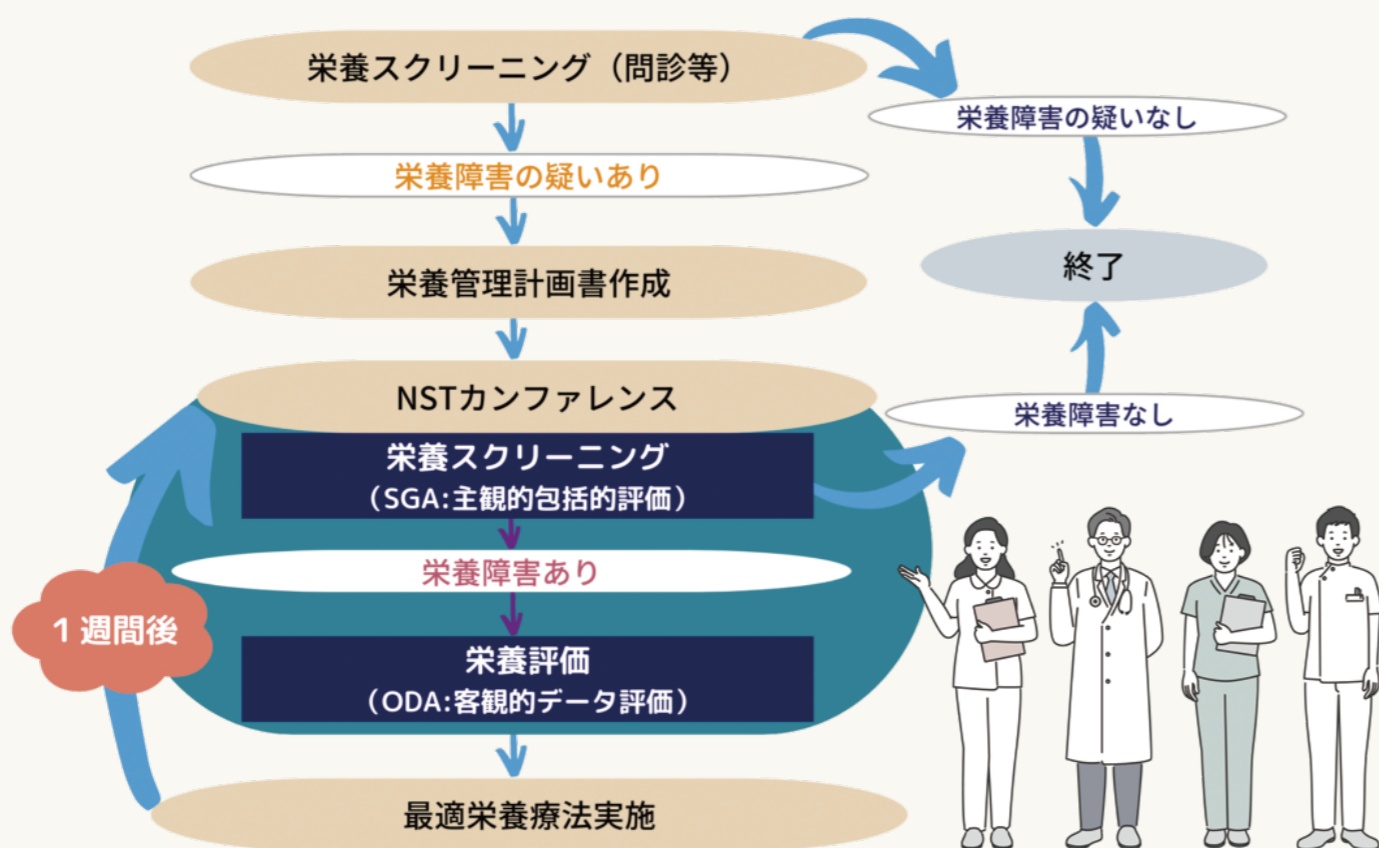 栄養スクリーニング（問診等）
栄養障害の疑いなし
栄養障害の疑いあり
終了
栄養管理計画書作成
NSTカンファレンス
栄養障害なし
栄養スクリーニング
（SGA:主観的包括的評価）
栄養障害あり
１週間後
栄養評価
（ODA:客観的データ評価）
最適栄養療法実施